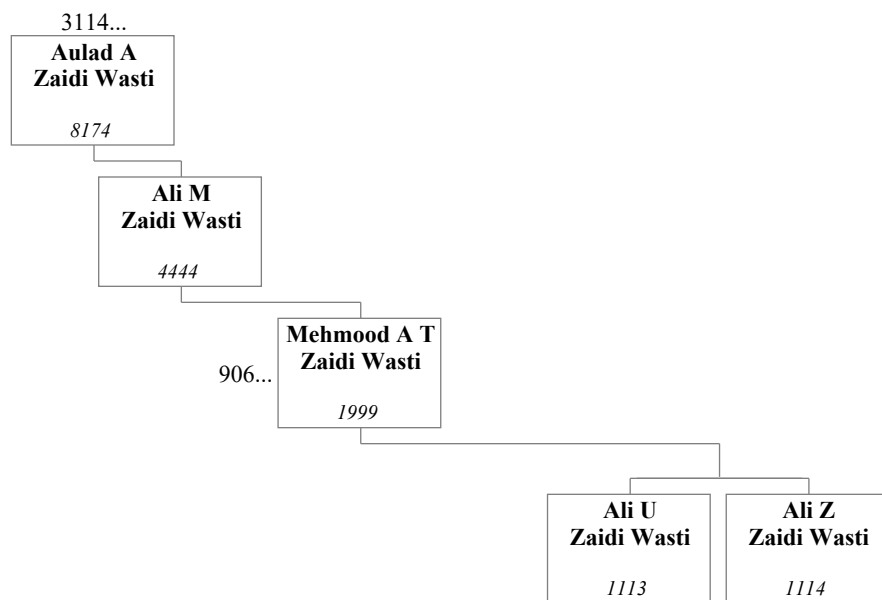 3114...
Aulad A
Zaidi Wasti
8174
Ali M
Zaidi Wasti
4444
Mehmood A T
Zaidi Wasti
906...
1999
Ali U
Zaidi Wasti
1113
Ali Z
Zaidi Wasti
1114